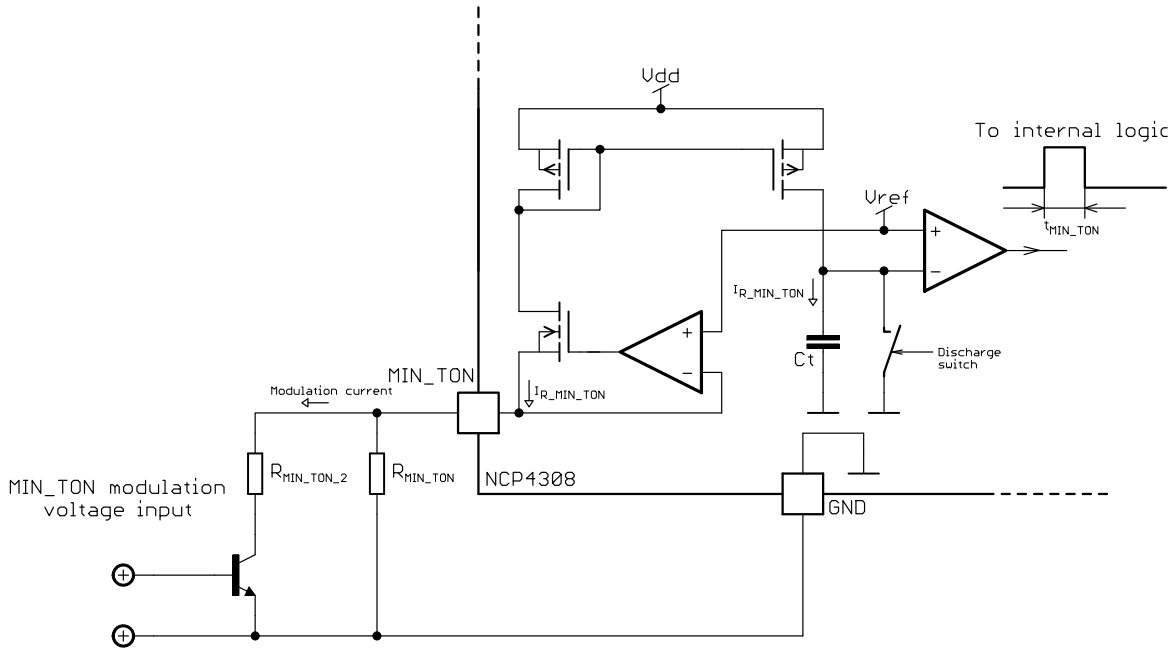 Vdd
To internal logic
Vref
+
tMIN_TON
−
IR_MIN_TON
+
Ct
Discharge
switch
−
MIN_TON
Modulation current
IR_MIN_TON
RMIN_TON_2
RMIN_TON
NCP4308
MIN_TON modulation
voltage input
GND